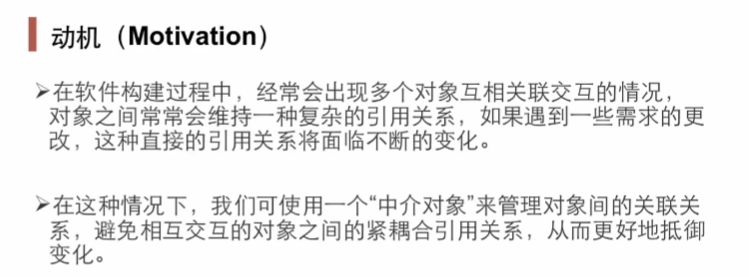 动机（Motivation）
➢在软件构建过程中，经常会出现多个对象互相关联交互的情况，
对象之间常常会维持一种复杂的引用关系，如果遇到一些需求的更
改，这种直接的引用关系将面临不断的变化。
➢在这种情况下，我们可使用一个“中介对象”来管理对象间的关联关
系，避免相互交互的对象之间的紧耦合引用关系，从而更好地抵御
变化。